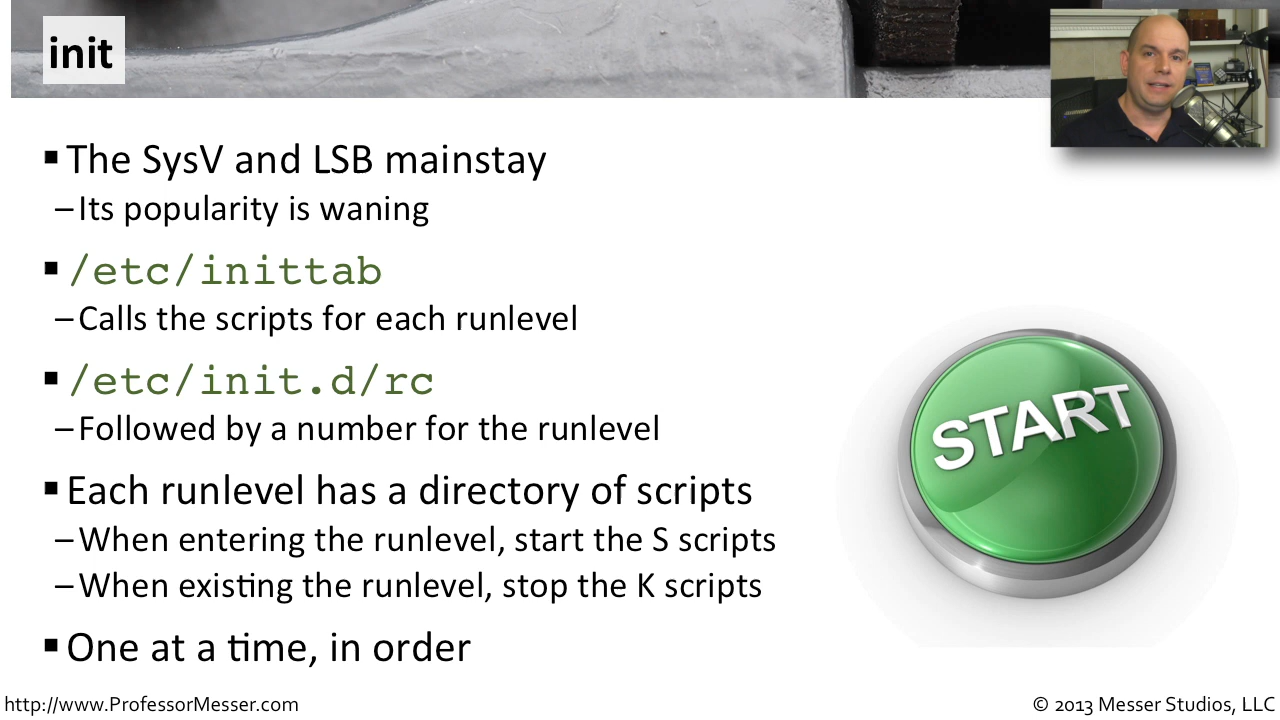 init
▪ The SysV and LSB mainstay
– Its popularity is waning
▪ /etc/inittab
– Calls the scripts for each runlevel
▪ /etc/init.d/rc
– Followed by a number for the runlevel
▪ Each runlevel has a directory of scripts
– When entering the runlevel, start the S scripts
– When existing the runlevel, stop the K scripts
▪ One at a time, in order
START
http://www.ProfessorMesser.com
© 2013 Messer Studios, LLC